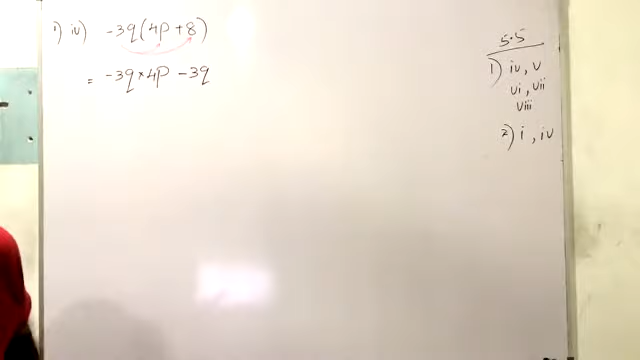 1) iv) -3q(4p+8)
= -3q×4p -3q
5.5
1) iv, v
vi, vii
viii
2) i, iv